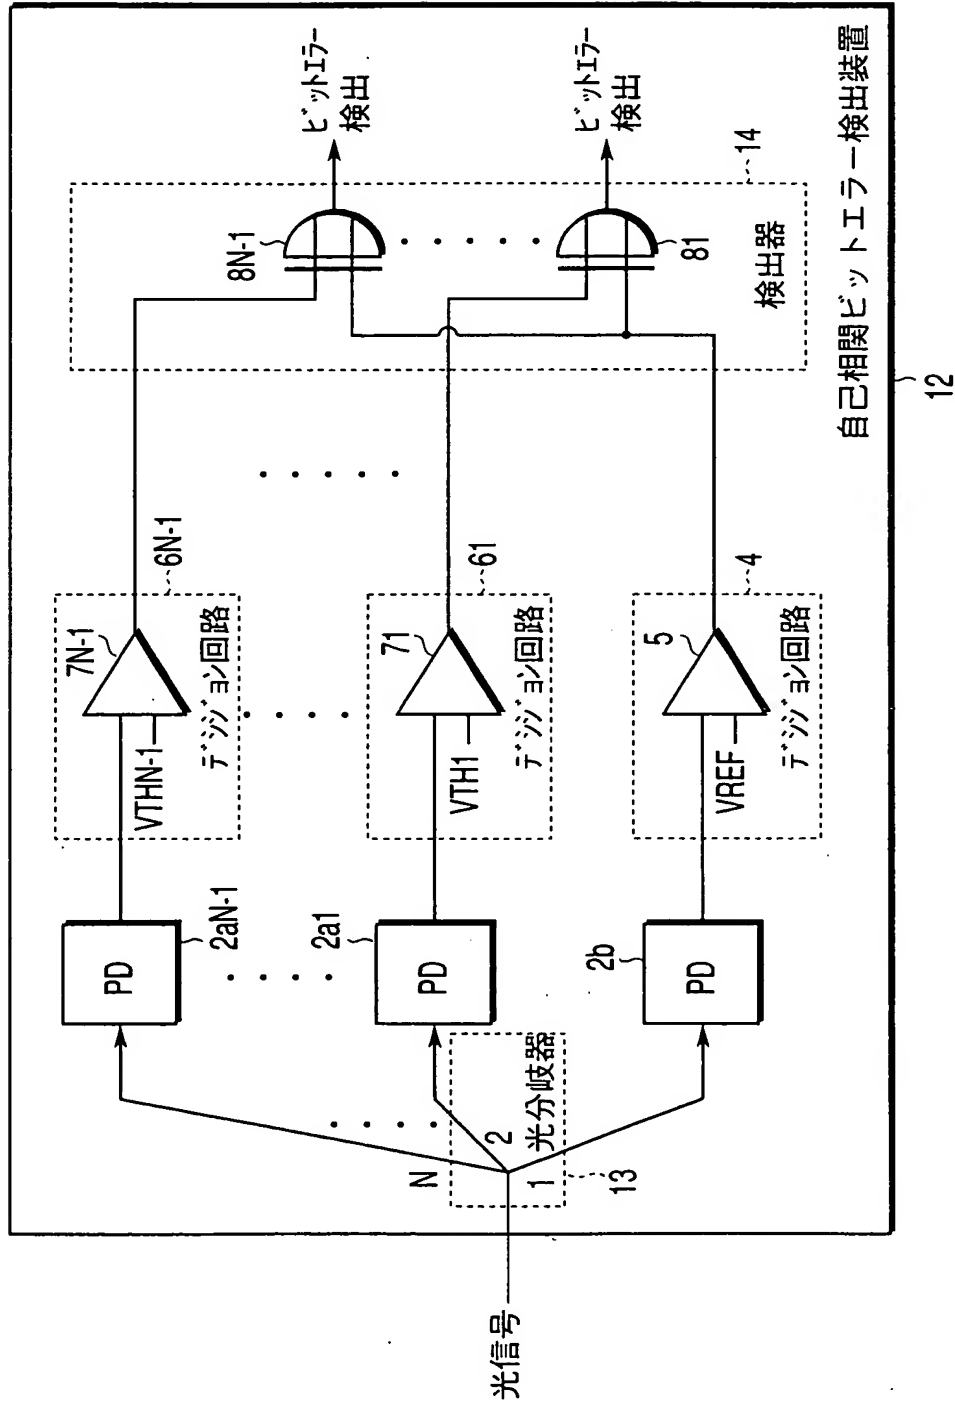 光信号
N
2
1
光分岐器
13
PD
2aN-1
PD
2a1
PD
2b
VTHN-1
7N-1
デシジョン回路
6N-1
VTH1
71
デシジョン回路
61
VREF
5
デシジョン回路
4
8N-1
81
検出器
14
ビットエラー
検出
ビットエラー
検出
自己相関ビットエラー検出装置
12